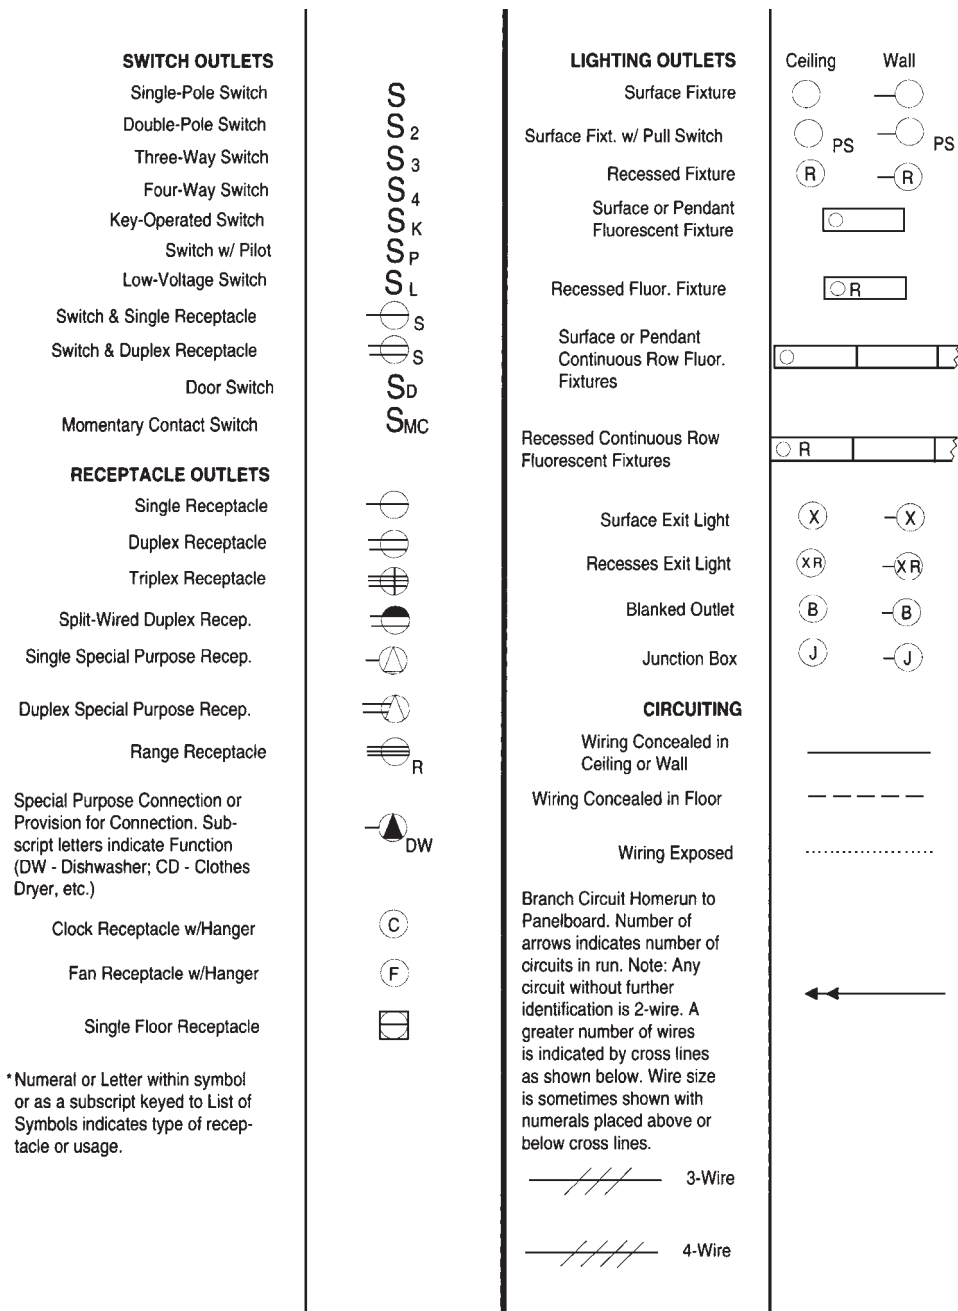 SWITCH OUTLETS
Single-Pole Switch S
Double-Pole Switch S 2
Three-Way Switch S 3
Four-Way Switch S 4
Key-Operated Switch S K
Switch w/ Pilot S P
Low-Voltage Switch S L
Switch & Single Receptacle S
Switch & Duplex Receptacle S
Door Switch SD
Momentary Contact Switch SMC
RECEPTACLE OUTLETS
Single Receptacle
Duplex Receptacle
Triplex Receptacle
Split-Wired Duplex Recep.
Single Special Purpose Recep.
Duplex Special Purpose Recep.
Range Receptacle R
Special Purpose Connection or
Provision for Connection. Sub-
script letters indicate Function
(DW - Dishwasher; CD - Clothes
Dryer, etc.)
DW
Clock Receptacle w/Hanger C
Fan Receptacle w/Hanger F
Single Floor Receptacle
*Numeral or Letter within symbol
or as a subscript keyed to List of
Symbols indicates type of recep-
tacle or usage.
LIGHTING OUTLETS Ceiling Wall
Surface Fixture
Surface Fixt. w/ Pull Switch PS PS
Recessed Fixture R R
Surface or Pendant
Fluorescent Fixture
Recessed Fluor. Fixture R
Surface or Pendant
Continuous Row Fluor.
Fixtures
Recessed Continuous Row
Fluorescent Fixtures
R
Surface Exit Light X X
Recesses Exit Light XR XR
Blanked Outlet B B
Junction Box J J
CIRCUITING
Wiring Concealed in
Ceiling or Wall
Wiring Concealed in Floor
Wiring Exposed
Branch Circuit Homerun to
Panelboard. Number of
arrows indicates number of
circuits in run. Note: Any
circuit without further
identification is 2-wire. A
greater number of wires
is indicated by cross lines
as shown below. Wire size
is sometimes shown with
numerals placed above or
below cross lines.
3-Wire
4-Wire